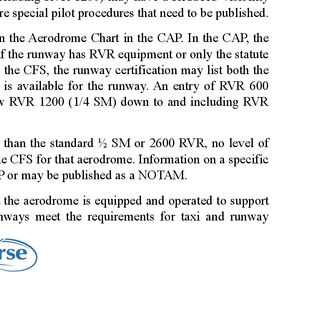 re special pilot procedures that need to be published.
n the Aerodrome Chart in the CAP. In the CAP, the
f the runway has RVR equipment or only the statute
the CFS, the runway certification may list both the
is available for the runway. An entry of RVR 600
w RVR 1200 (1/4 SM) down to and including RVR
than the standard ½ SM or 2600 RVR, no level of
e CFS for that aerodrome. Information on a specific
P or may be published as a NOTAM.
the aerodrome is equipped and operated to support
nways meet the requirements for taxi and runway
rse